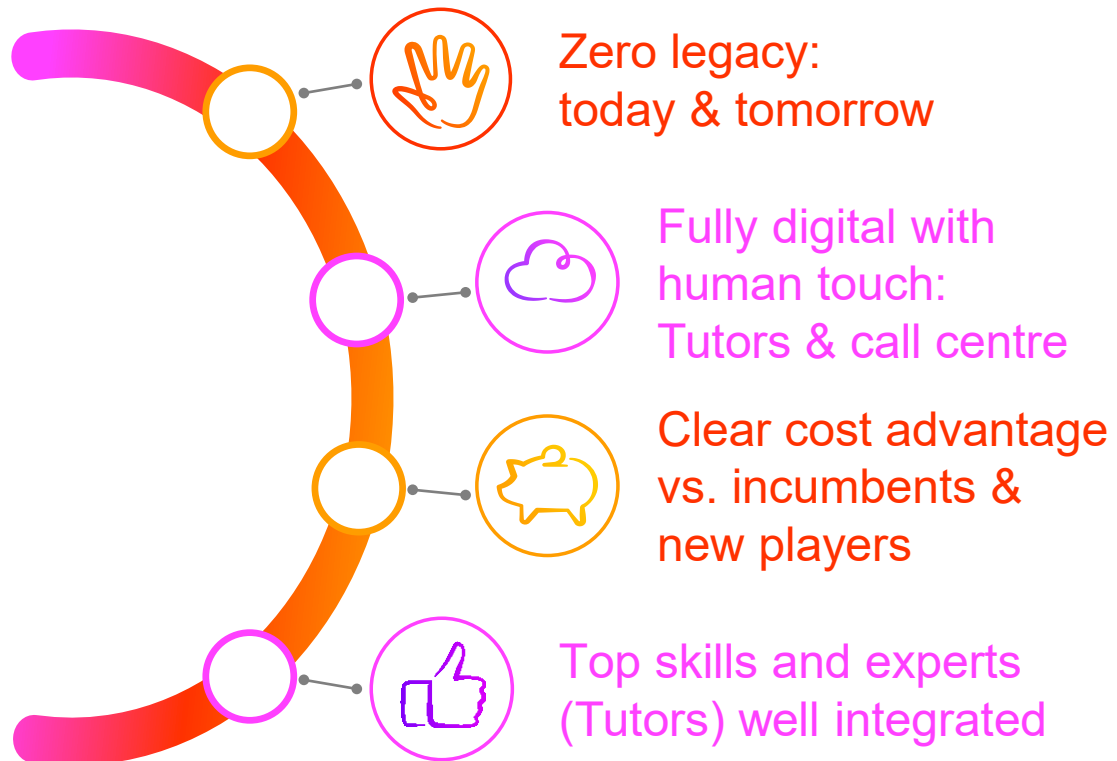 Zero legacy:
today & tomorrow
Fully digital with
human touch:
Tutors & call centre
Clear cost advantage
vs. incumbents &
new players
Top skills and experts
(Tutors) well integrated